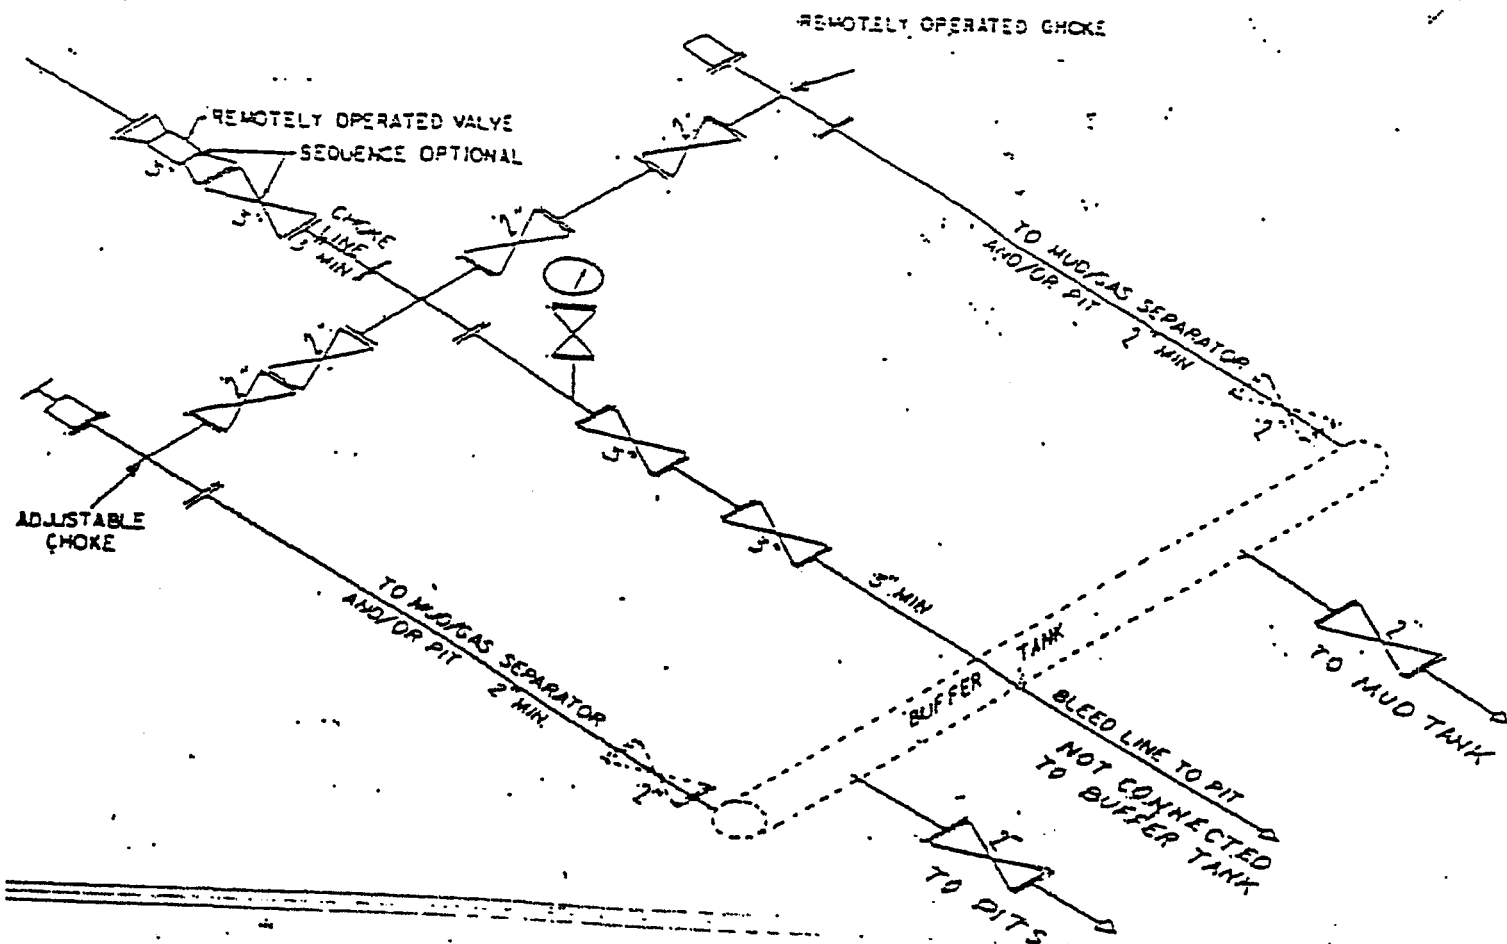 REMOTELY OPERATED CHOKE
REMOTELY OPERATED VALVE
SEQUENCE OPTIONAL
3"
3"
CHOKE
LINE
3" MIN
2"
2"
2"
2"
TO MUD/GAS SEPARATOR
AND/OR PIT
2" MIN
2"
ADJUSTABLE
CHOKE
3"
3"
3" MIN
TO MUD/GAS SEPARATOR
AND/OR PIT
2" MIN.
2"
BUFFER
TANK
BLEED LINE TO PIT
NOT CONNECTED
TO BUFFER TANK
2"
TO MUD TANK
TO PITS